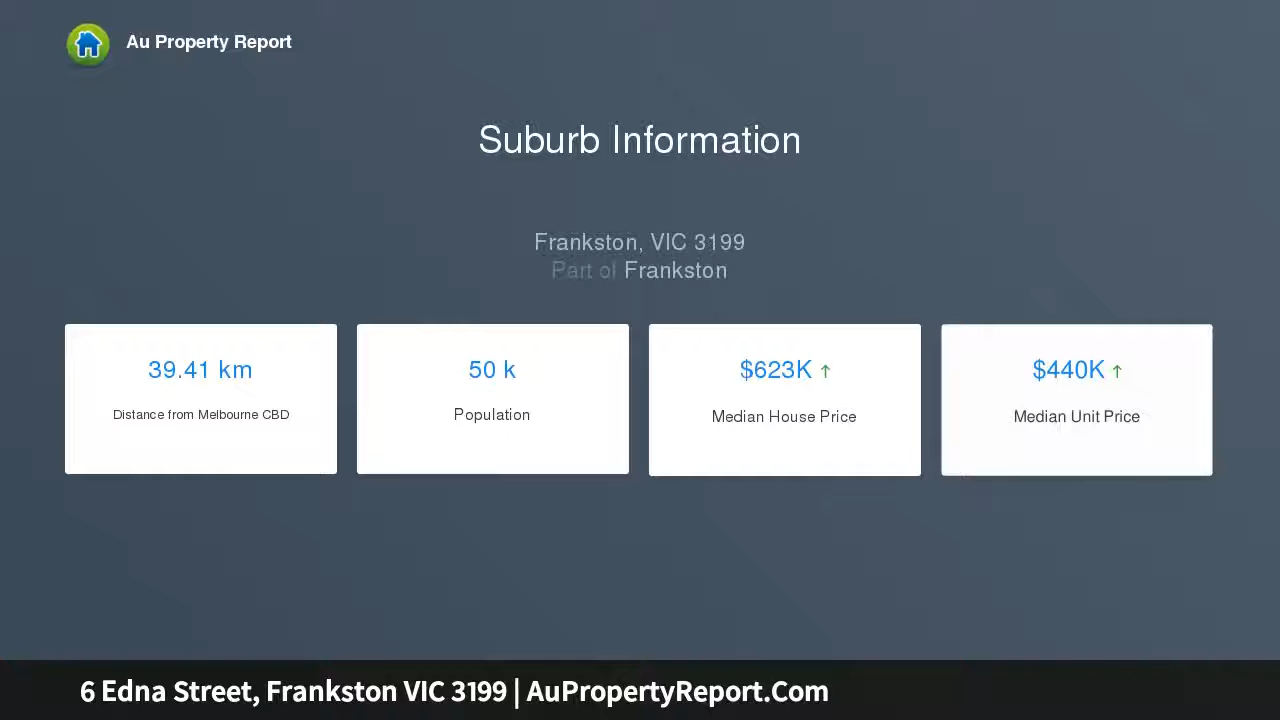 Au Property Report
Suburb Information
Frankston, VIC 3199
Part of Frankston
39.41 km
Distance from Melbourne CBD
50 k
Population
$623K ↑
Median House Price
$440K ↑
Median Unit Price
6 Edna Street, Frankston VIC 3199 | AuPropertyReport.Com